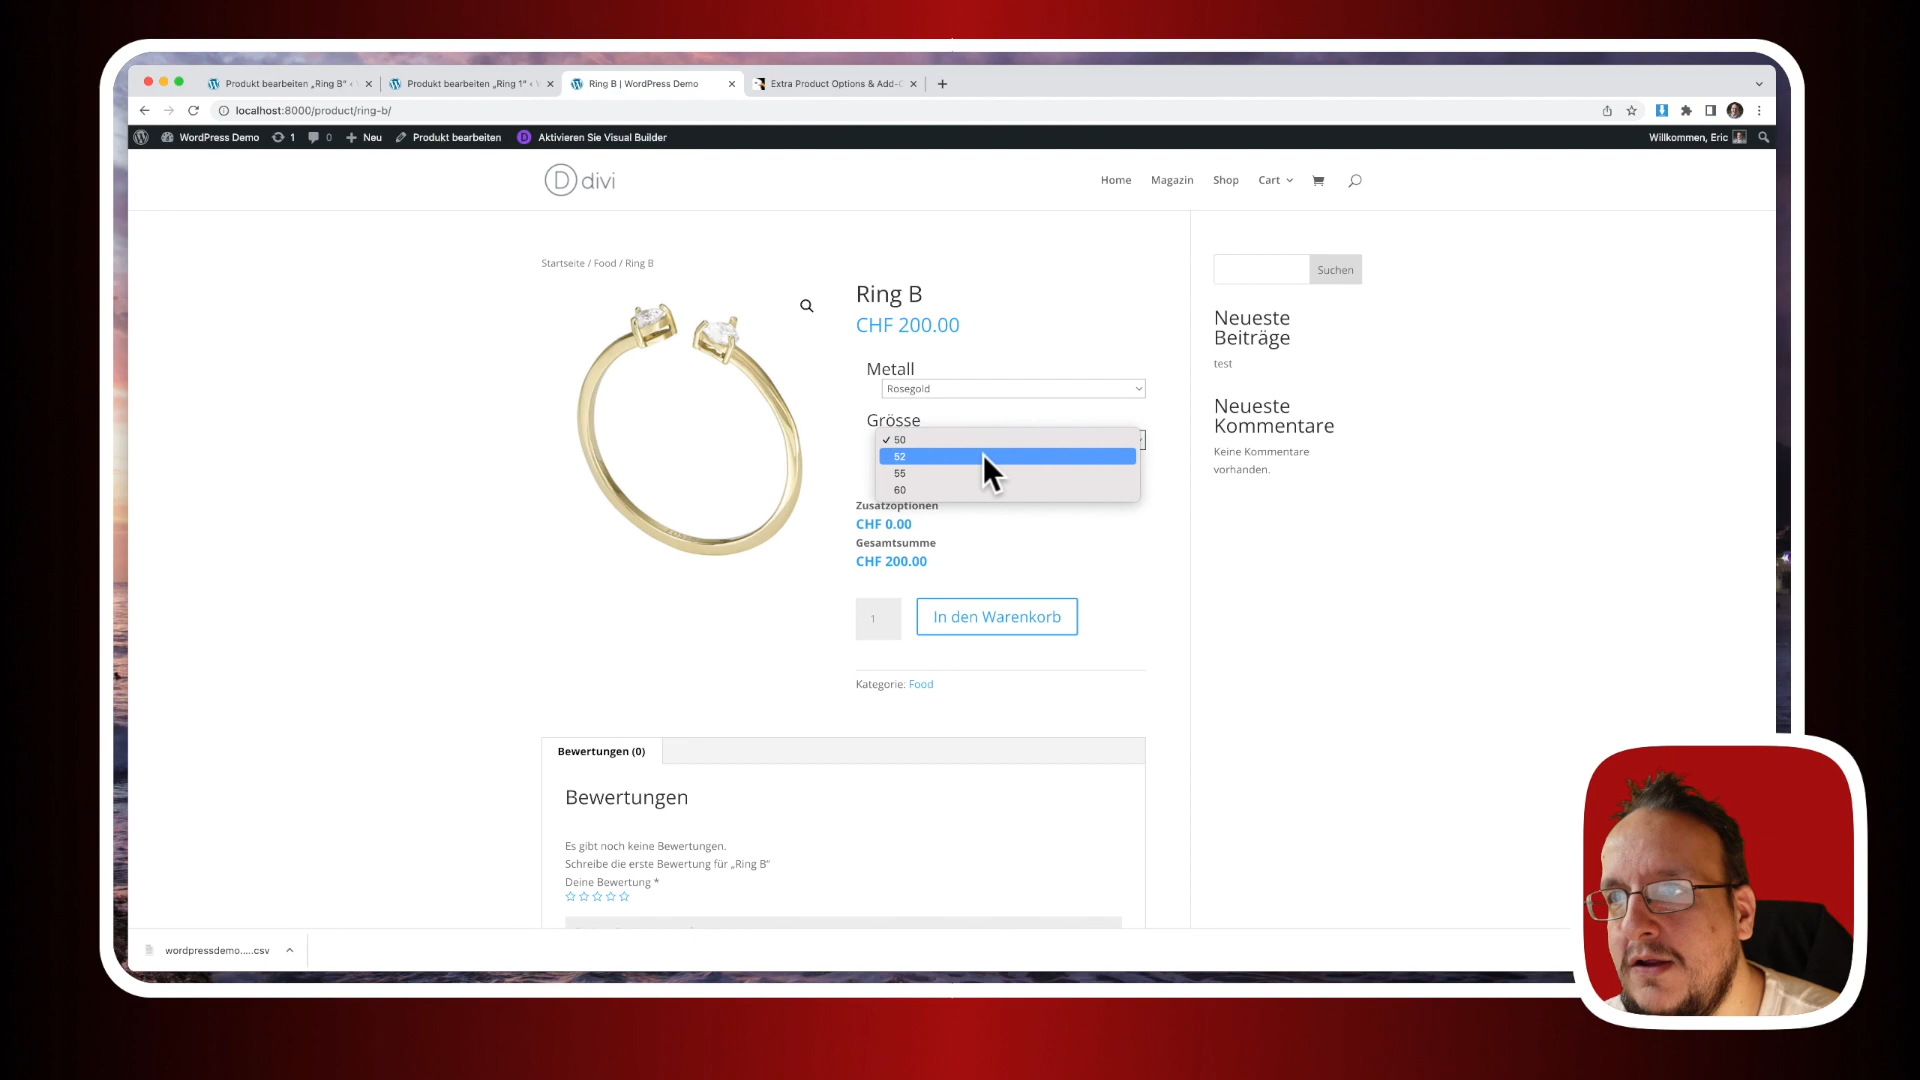 Produkt bearbeiten „Ring B" ‹
Produkt bearbeiten „Ring 1" ‹
Ring B | WordPress Demo
Extra Product Options & Add-
localhost:8000/product/ring-b/
WordPress Demo
1
0
Neu
Produkt bearbeiten
D
Aktivieren Sie Visual Builder
Willkommen, Eric
D divi
Home
Magazin
Shop
Cart
Startseite / Food / Ring B
Ring B
CHF 200.00
Metall
Rosegold
Grösse
50
52
55
60
Zusatzoptionen
CHF 0.00
Gesamtsumme
CHF 200.00
1
In den Warenkorb
Kategorie: Food
Suchen
Neueste
Beiträge
test
Neueste
Kommentare
Keine Kommentare
vorhanden.
Bewertungen (0)
Bewertungen
Es gibt noch keine Bewertungen.
Schreibe die erste Bewertung für „Ring B"
Deine Bewertung *
wordpressdemo.....csv